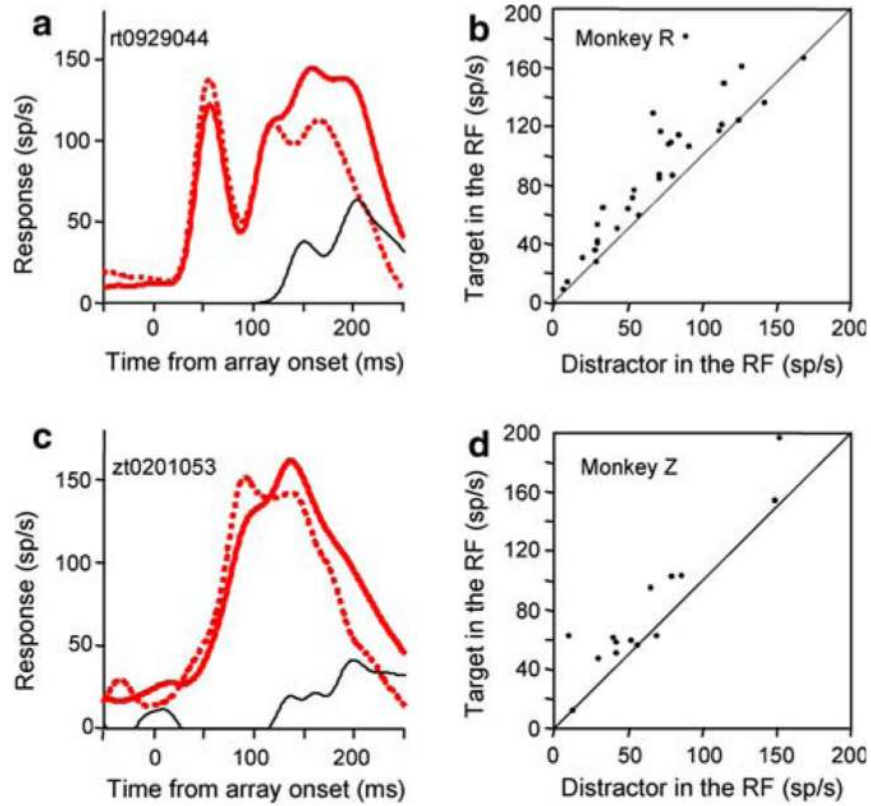 a
rt0929044
150
100
50
0
Response (sp/s)
0
100
200
Time from array onset (ms)
b
Monkey R
200
160
120
80
40
0
Target in the RF (sp/s)
0
50
100
150
200
Distractor in the RF (sp/s)
c
zt0201053
150
100
50
0
Response (sp/s)
0
100
200
Time from array onset (ms)
d
Monkey Z
200
160
120
80
40
0
Target in the RF (sp/s)
0
50
100
150
200
Distractor in the RF (sp/s)